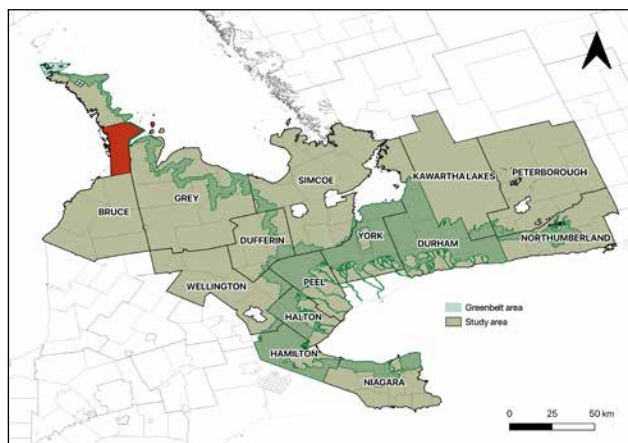 KAWARTHA LAKES
PETERBOROUGH
SIMCOE
BRUCE
GREY
DUFFERIN
YORK
DURHAM
NORTHUMBERLAND
WELLINGTON
PEEL
HALTON
HAMILTON
NIAGARA
Greenbelt area
Study area
0 25 50 km